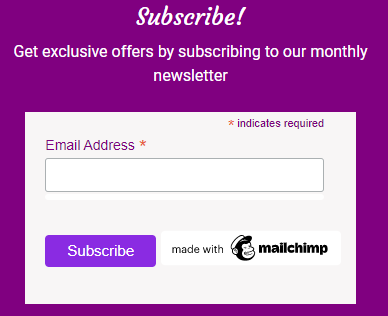 Subscribe!
Get exclusive offers by subscribing to our monthly
newsletter
* indicates required
Email Address *
Subscribe
made with mailchimp